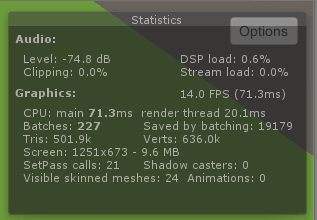 Statistics
Options
Audio:
Level: -74.8 dB DSP load: 0.6%
Clipping: 0.0% Stream load: 0.0%
Graphics: 14.0 FPS (71.3ms)
CPU: main 71.3ms render thread 20.1ms
Batches: 227 Saved by batching: 19179
Tris: 501.9k Verts: 636.0k
Screen: 1251x673 - 9.6 MB
SetPass calls: 21 Shadow casters: 0
Visible skinned meshes: 24 Animations: 0